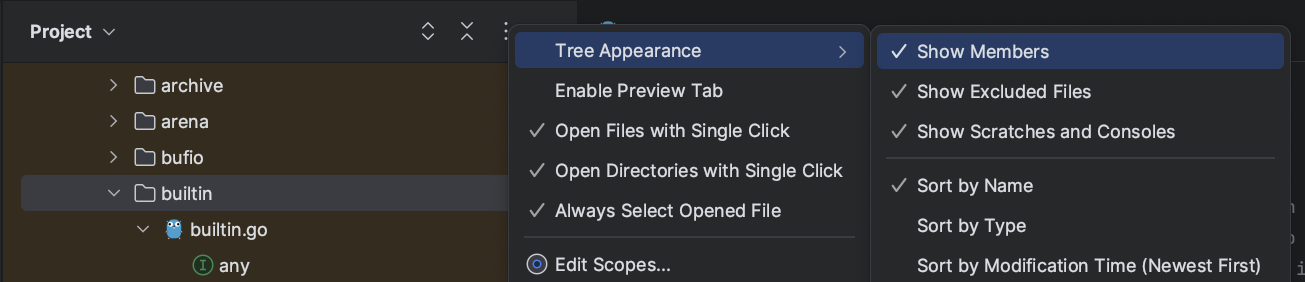 Project
archive
arena
bufio
builtin
builtin.go
any
Tree Appearance
Enable Preview Tab
Open Files with Single Click
Open Directories with Single Click
Always Select Opened File
Edit Scopes...
Show Members
Show Excluded Files
Show Scratches and Consoles
Sort by Name
Sort by Type
Sort by Modification Time (Newest First)